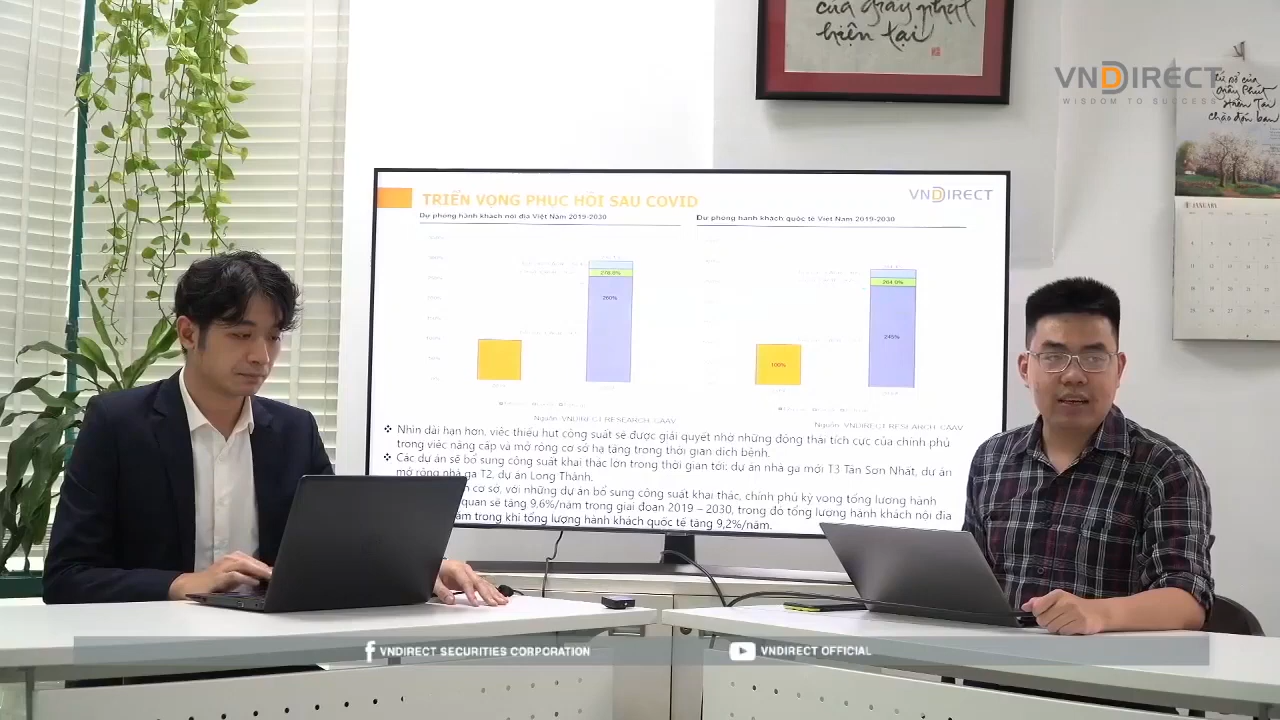 của giây phút
hiện tại
VNDIRECT
WISDOM TO SUCCESS
giây Phút
Hiện Tại
chào đón bạn
JANUARY
TRIỂN VỌNG PHỤC HỒI SAU COVID
VNDIRECT
Dự phóng hành khách nội địa Việt Nam 2019-2030
Dự phóng hành khách quốc tế Việt Nam 2019-2030
278.8%
260%
264.0%
245%
100%
Nguồn: VNDIRECT RESEARCH, CAAV
Nguồn: VNDIRECT RESEARCH, CAAV
❖ Nhìn dài hạn hơn, việc thiếu hụt công suất sẽ được giải quyết nhờ những động thái tích cực của chính phủ
trong việc nâng cấp và mở rộng cơ sở hạ tầng trong thời gian dịch bệnh.
❖ Các dự án sẽ bổ sung công suất khai thác lớn trong thời gian tới: dự án nhà ga mới T3 Tân Sơn Nhất, dự án
mở rộng nhà ga T2, dự án Long Thành.
cơ sở, với những dự án bổ sung công suất khai thác, chính phủ kỳ vọng tổng lượng hành
quan sẽ tăng 9,6%/năm trong giai đoạn 2019 – 2030, trong đó tổng lượng hành khách nội địa
trong khi tổng lượng hành khách quốc tế tăng 9,2%/năm.
VNDIRECT SECURITIES CORPORATION
VNDIRECT OFFICIAL